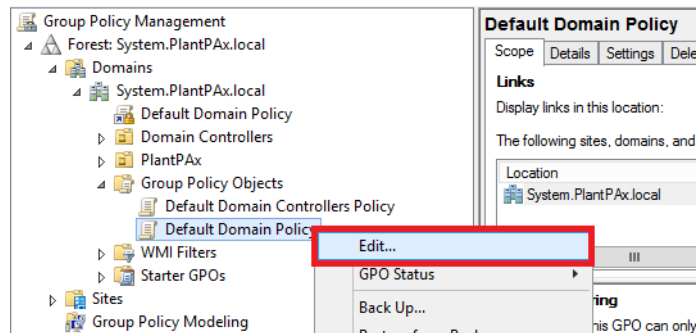 Group Policy Management
Forest: System.PlantPAx.local
Domains
System.PlantPAx.local
Default Domain Policy
Domain Controllers
PlantPAx
Group Policy Objects
Default Domain Controllers Policy
Default Domain Policy
WMI Filters
Starter GPOs
Sites
Group Policy Modeling
Edit...
GPO Status
Back Up...
Default Domain Policy
Scope Details Settings
Links
Display links in this location:
The following sites, domains, and
Location
System.PlantPAx.local
GPO can only